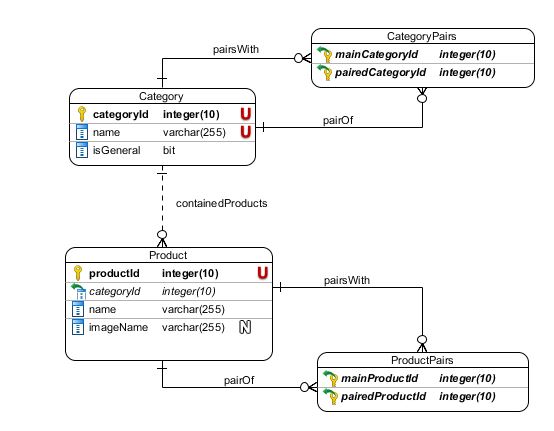 CategoryPairs
mainCategoryId integer(10)
pairedCategoryId integer(10)
pairsWith
Category
categoryId integer(10) U
name varchar(255) U
isGeneral bit
pairOf
containedProducts
Product
productId integer(10) U
categoryId integer(10)
name varchar(255)
imageName varchar(255) N
pairsWith
ProductPairs
mainProductId integer(10)
pairedProductId integer(10)
pairOf